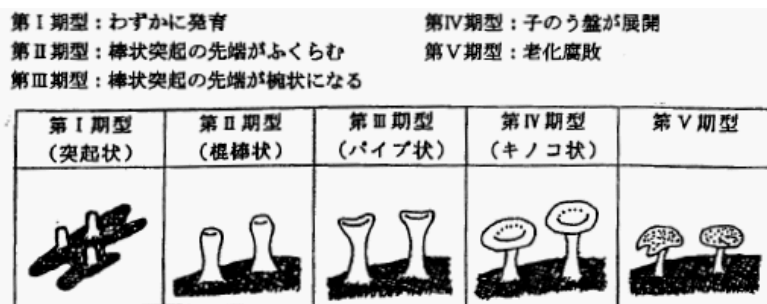 第Ⅰ期型：わずかに発育
第Ⅱ期型：棒状突起の先端がふくらむ
第Ⅲ期型：棒状突起の先端が椀状になる
第Ⅳ期型：子のう盤が展開
第Ⅴ期型：老化腐敗
第Ⅰ期型 第Ⅱ期型 第Ⅲ期型 第Ⅳ期型 第Ⅴ期型
（突起状） （棍棒状） （パイプ状） （キノコ状）